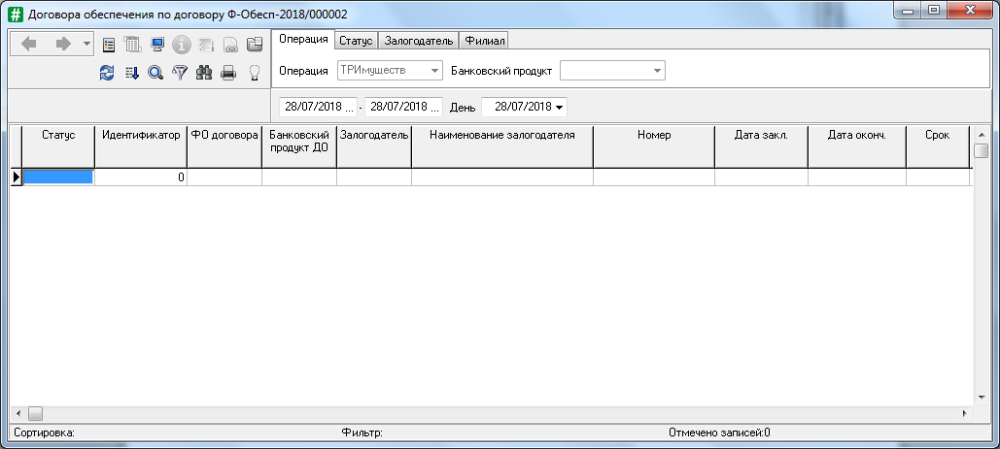 Договора обеспечения по договору Ф-Обесп-2018/000002
Операция Статус Залогодатель Филиал
Операция ТРИмуществ Банковский продукт
28/07/2018 ... - 28/07/2018 ... День 28/07/2018
Статус Идентификатор ФО договора Банковский продукт ДО Залогодатель Наименование залогодателя Номер Дата закл. Дата оконч. Срок
0
Сортировка: Фильтр: Отмечено записей:0